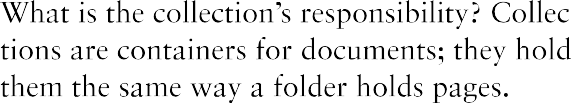 What is the collection's responsibility? Collec
tions are containers for documents; they hold
them the same way a folder holds pages.